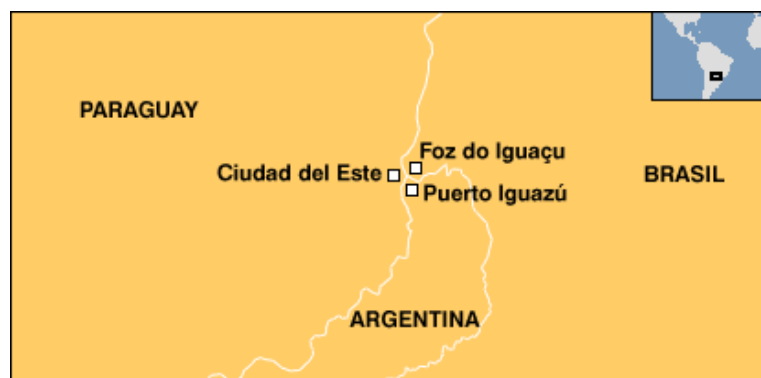 PARAGUAY
Foz do Iguaçu
Ciudad del Este
BRASIL
Puerto Iguazú
ARGENTINA